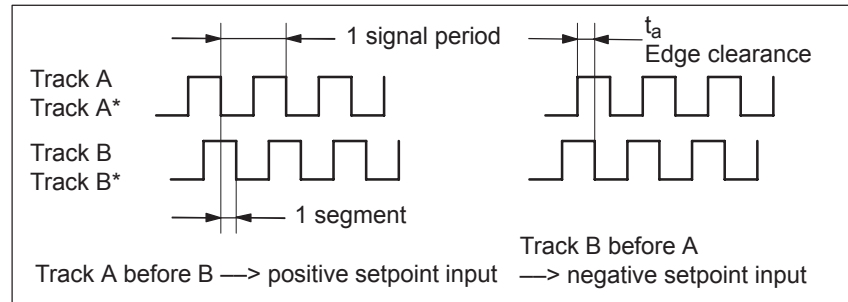 1 signal period
tₐ
Edge clearance
Track A
Track A*
Track B
Track B*
1 segment
Track A before B —> positive setpoint input
Track B before A
—> negative setpoint input